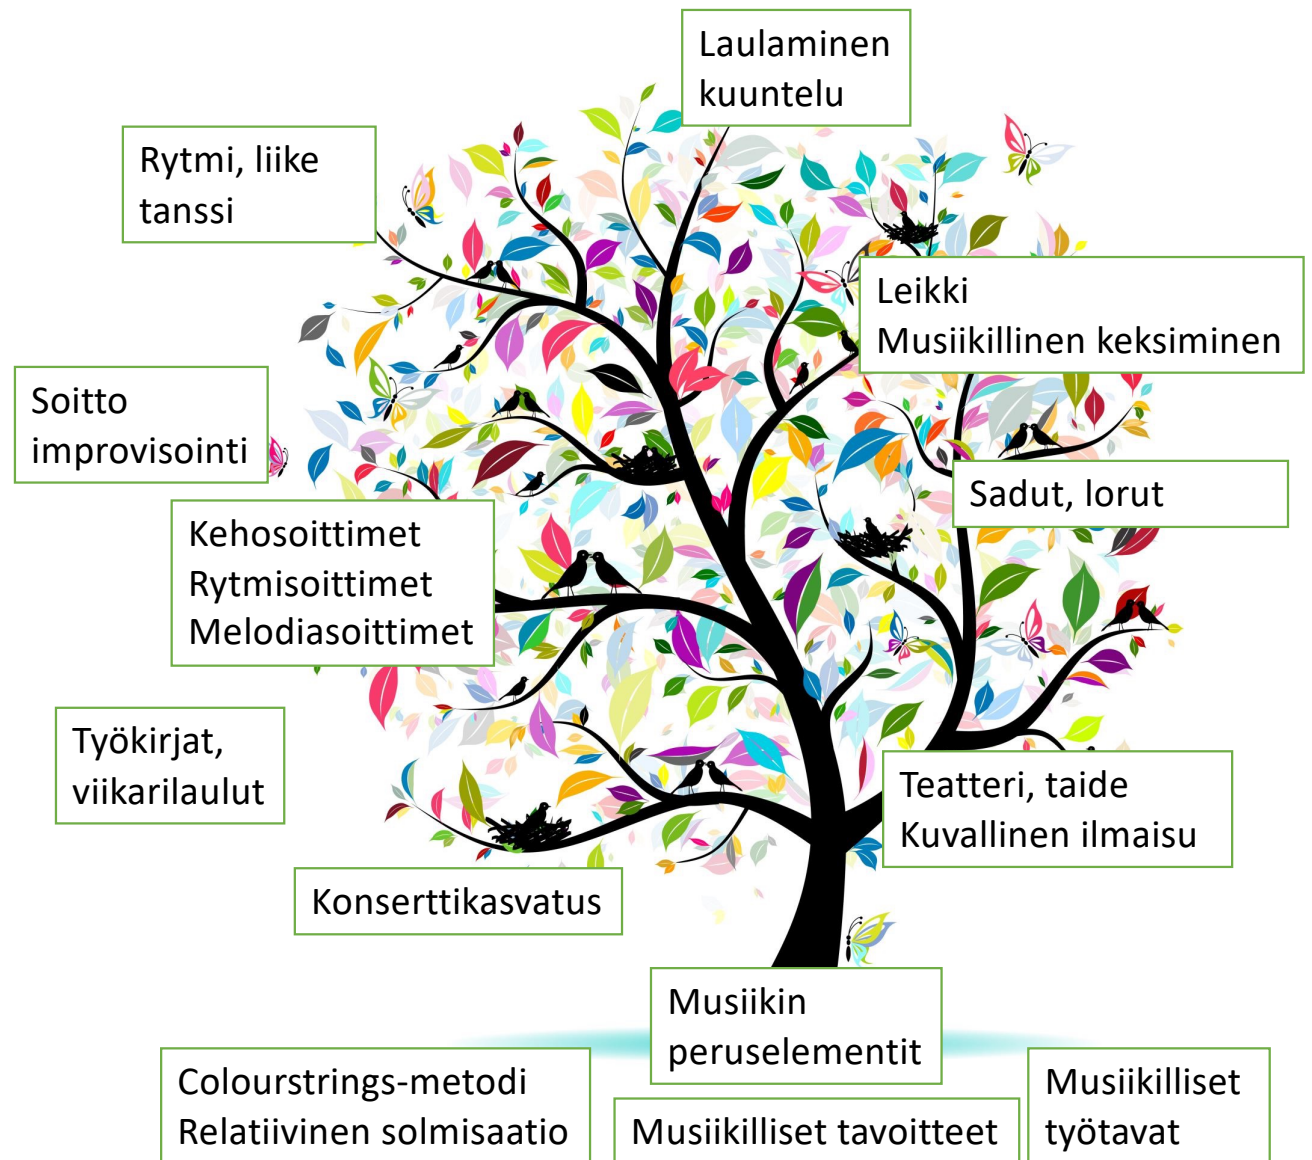 Laulaminen
kuuntelu
Rytmi, liike
tanssi
Leikki
Musiikillinen keksiminen
Soitto
improvisointi
Sadut, lorut
Kehosoittimet
Rytmisoittimet
Melodiasoittimet
Työkirjat,
viikarilaulut
Teatteri, taide
Kuvallinen ilmaisu
Konserttikasvatus
Musiikin
peruselementit
Colourstrings-metodi
Relatiivinen solmisaatio
Musiikilliset tavoitteet
Musiikilliset
työtavat